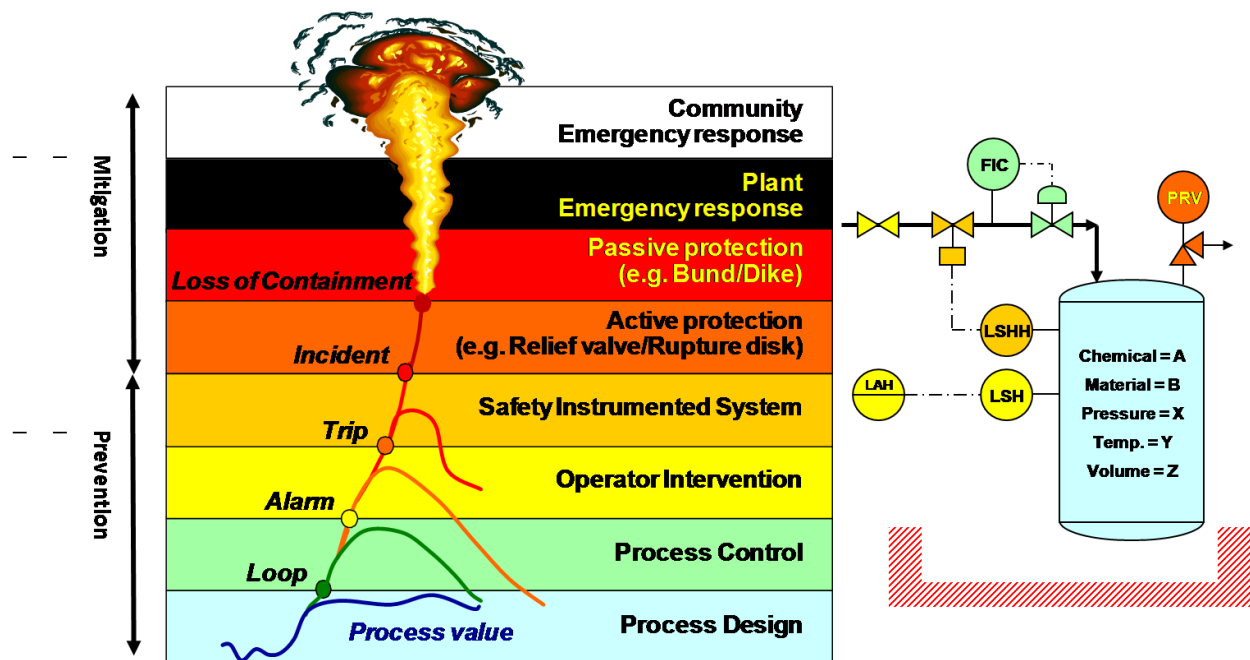 Mitigation
Prevention
Community
Emergency response
Plant
Emergency response
Passive protection
(e.g. Bund/Dike)
Loss of Containment
Active protection
(e.g. Relief valve/Rupture disk)
Incident
Safety Instrumented System
Trip
Operator Intervention
Alarm
Process Control
Loop
Process value
Process Design
FIC
PRV
LSHH
LAH
LSH
Chemical = A
Material = B
Pressure = X
Temp. = Y
Volume = Z